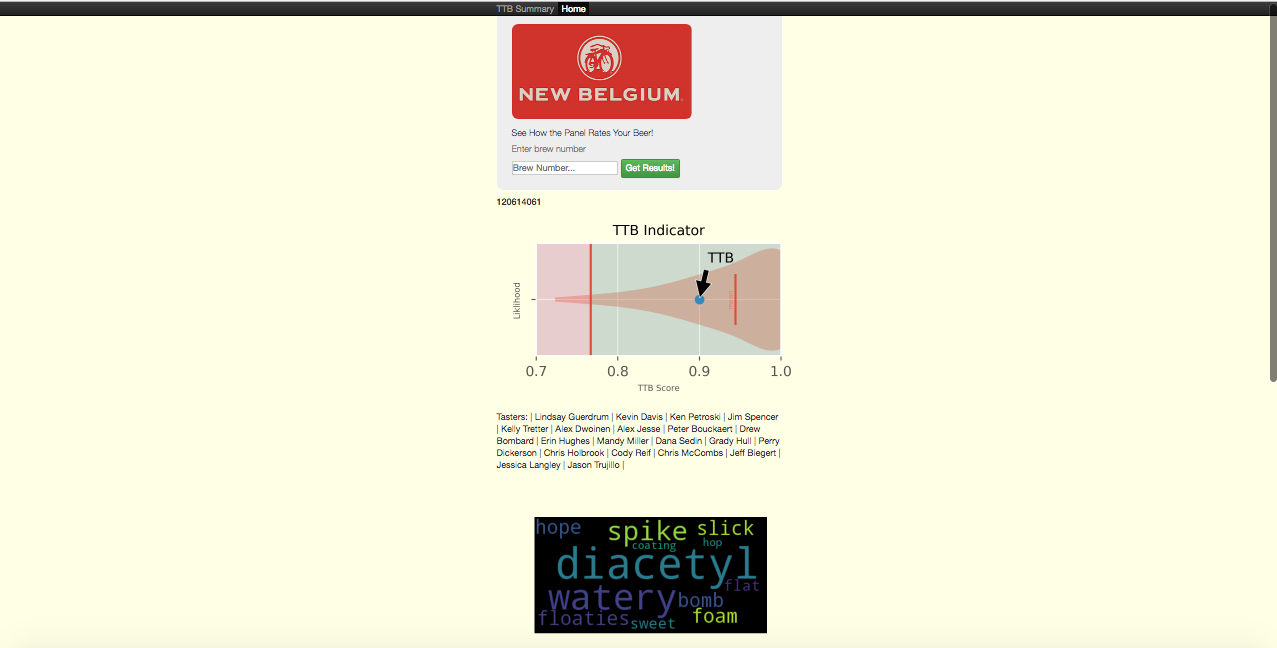 TTB Summary Home
NEW BELGIUM.
See How the Panel Rates Your Beer!
Enter brew number
Brew Number... Get Results!
120614061
TTB Indicator
TTB
Liklihood
0.7 0.8 0.9 1.0
TTB Score
Tasters: | Lindsay Guerdrum | Kevin Davis | Ken Petroski | Jim Spencer
| Kelly Tretter | Alex Dwoinen | Alex Jesse | Peter Bouckaert | Drew
Bombard | Erin Hughes | Mandy Miller | Dana Sedin | Grady Hull | Perry
Dickerson | Chris Holbrook | Cody Reif | Chris McCombs | Jeff Biegert |
Jessica Langley | Jason Trujillo |
hope spike slick
coating hop
diacetyl
flat
watery bomb
floaties sweet foam